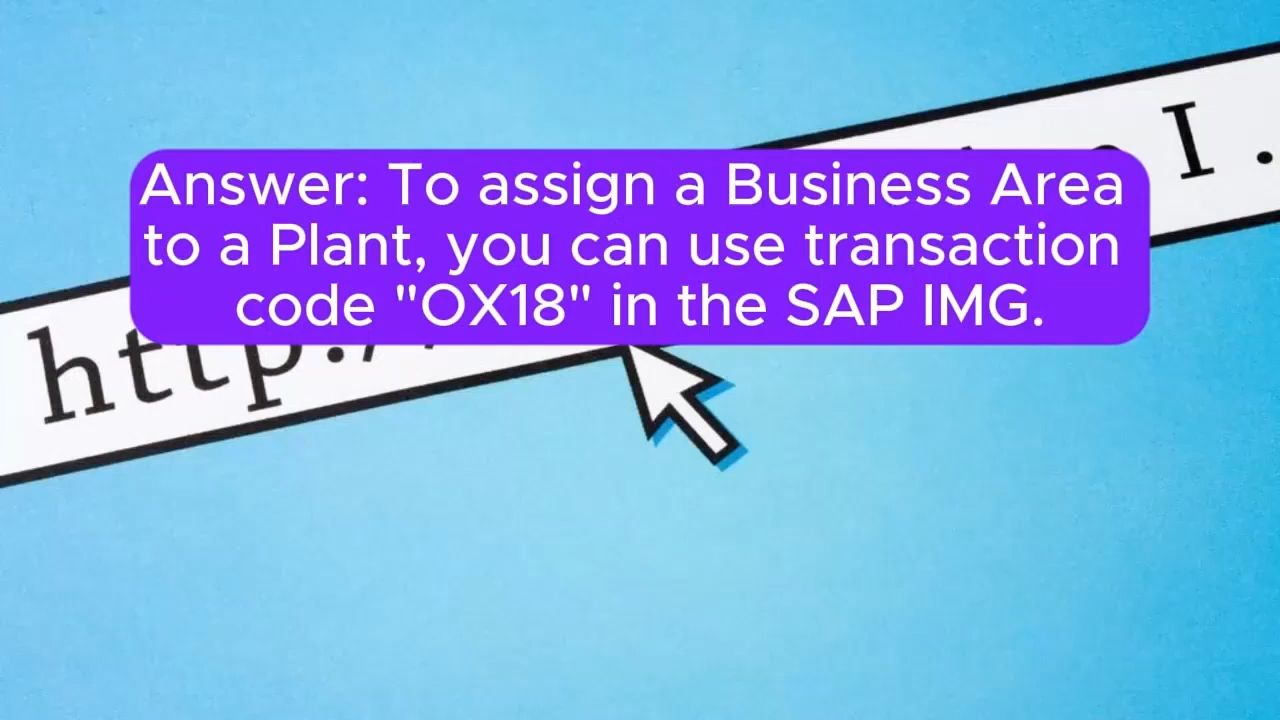 Answer: To assign a Business Area
to a Plant, you can use transaction
code "OX18" in the SAP IMG.
http:/
I.